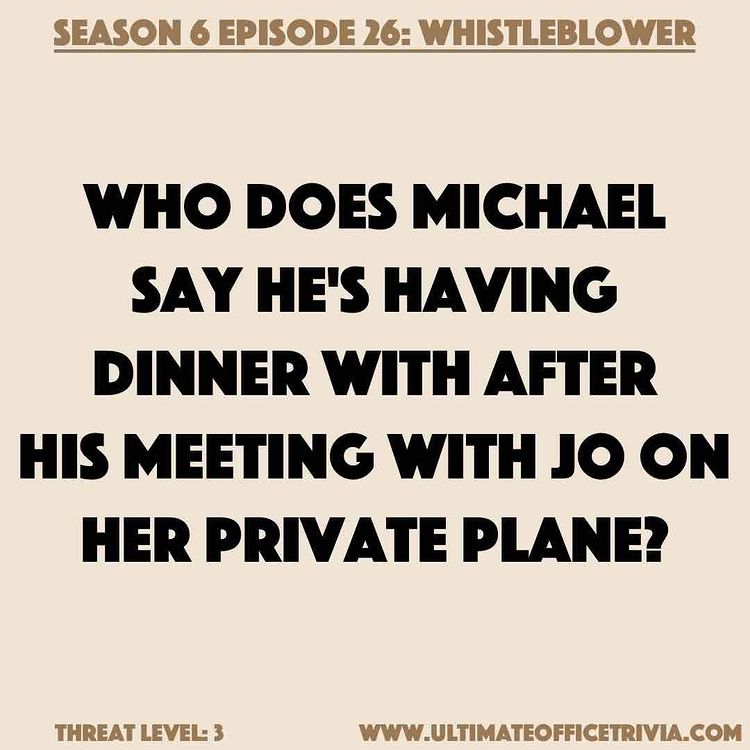 SEASON 6 EPISODE 26: WHISTLEBLOWER
WHO DOES MICHAEL
SAY HE'S HAVING
DINNER WITH AFTER
HIS MEETING WITH JO ON
HER PRIVATE PLANE?
THREAT LEVEL: 3
WWW.ULTIMATEOFFICETRIVIA.COM